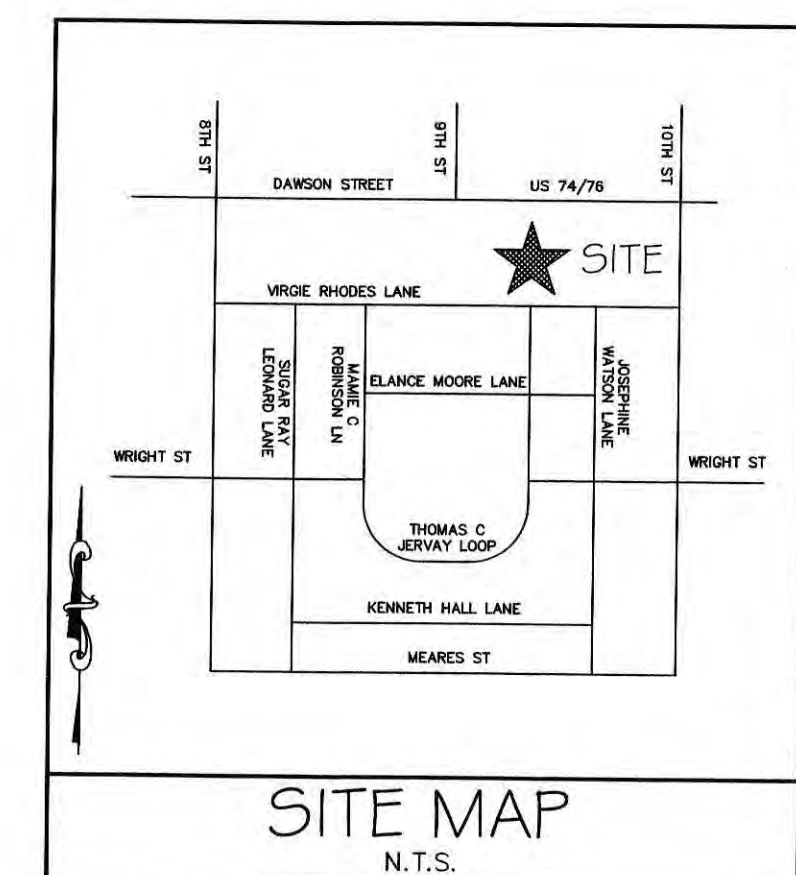 8TH ST
9TH ST
10TH ST
DAWSON STREET
US 74/76
SITE
VIRGIE RHODES LANE
SUGAR RAY
LEONARD LANE
MAMIE C
ROBINSON LN
ELANCE MOORE LANE
JOSEPHINE
WATSON LANE
WRIGHT ST
WRIGHT ST
THOMAS C
JERVAY LOOP
KENNETH HALL LANE
MEARES ST
SITE MAP
N.T.S.